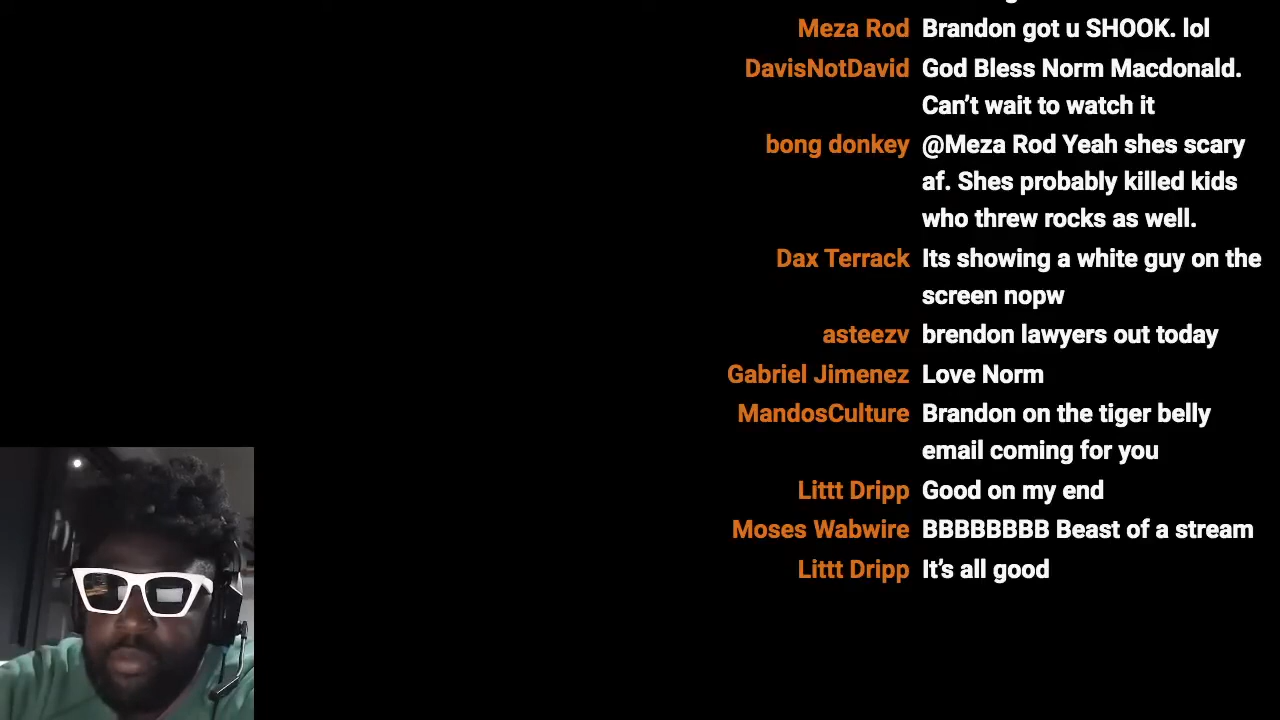 Meza Rod Brandon got u SHOOK. lol
DavisNotDavid God Bless Norm Macdonald.
Can't wait to watch it
bong donkey @Meza Rod Yeah shes scary
af. Shes probably killed kids
who threw rocks as well.
Dax Terrack Its showing a white guy on the
screen nopw
asteezv brendon lawyers out today
Gabriel Jimenez Love Norm
MandosCulture Brandon on the tiger belly
email coming for you
Littt Dripp Good on my end
Moses Wabwire BBBBBBBB Beast of a stream
Littt Dripp It's all good